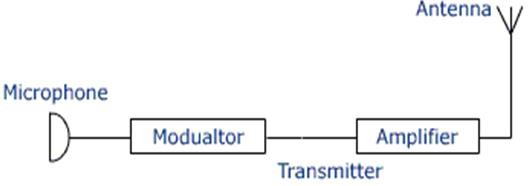 Antenna
Microphone
Modualtor
Amplifier
Transmitter